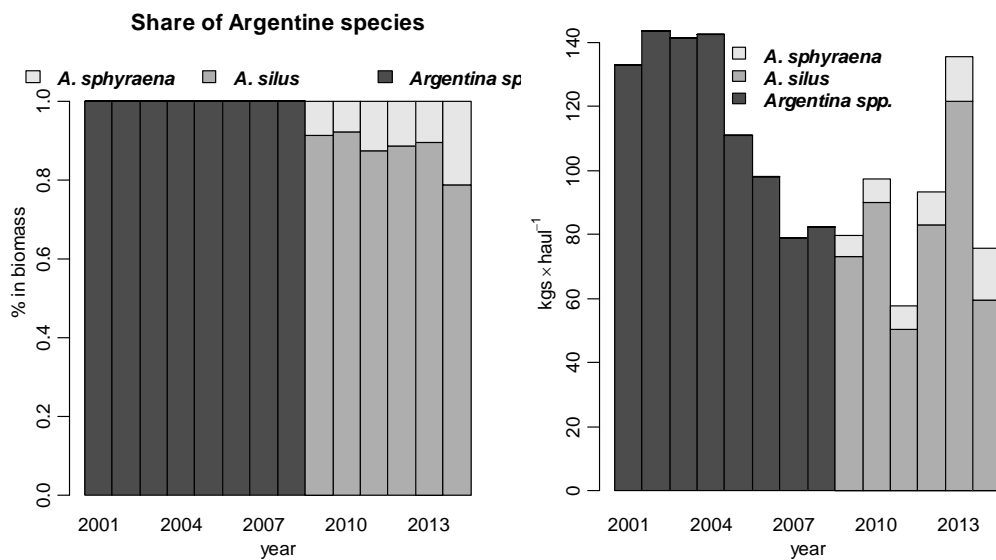 Share of Argentine species
A. sphyraena A. silus Argentina sp
% in biomass
1.0
0.8
0.6
0.4
0.2
0.0
2001 2004 2007 2010 2013
year
A. sphyraena
A. silus
Argentina spp.
kgs × haul⁻¹
140
120
100
80
60
40
20
0
2001 2004 2007 2010 2013
year